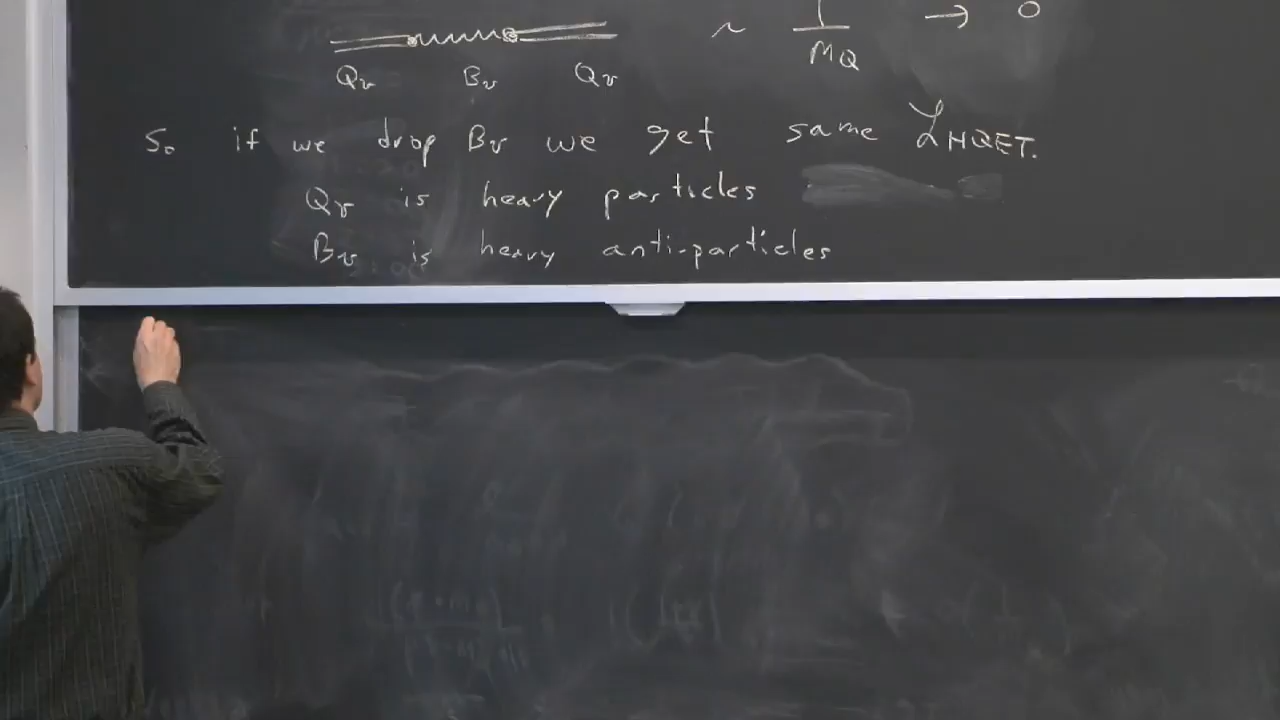 ~ 1/MQ → 0
Qv Bv Qv
So if we drop Bv we get same LHQET.
Qv is heavy particles
Bv is heavy anti-particles